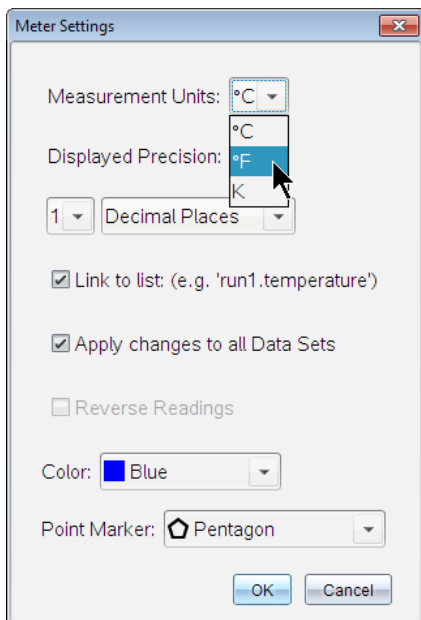 Meter Settings
Measurement Units: °C
°C
°F
K
Displayed Precision:
1 Decimal Places
Link to list: (e.g. 'run1.temperature')
Apply changes to all Data Sets
Reverse Readings
Color: Blue
Point Marker: Pentagon
OK Cancel